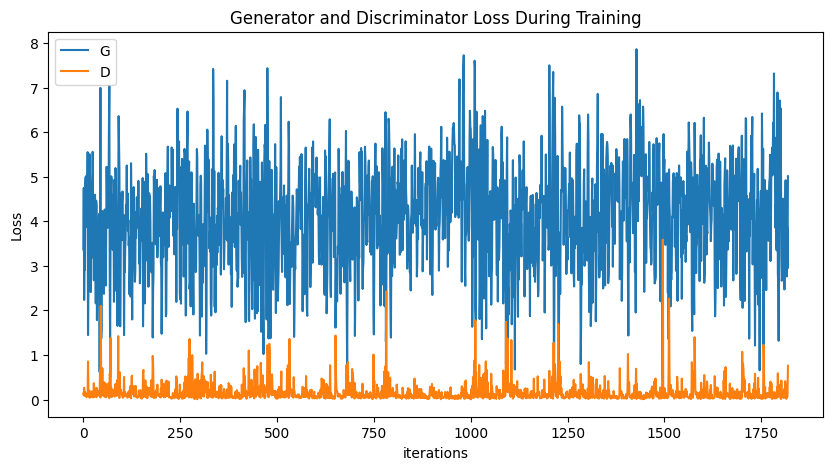 Generator and Discriminator Loss During Training
G
D
8
7
6
5
4
3
2
1
0
Loss
0 250 500 750 1000 1250 1500 1750
iterations